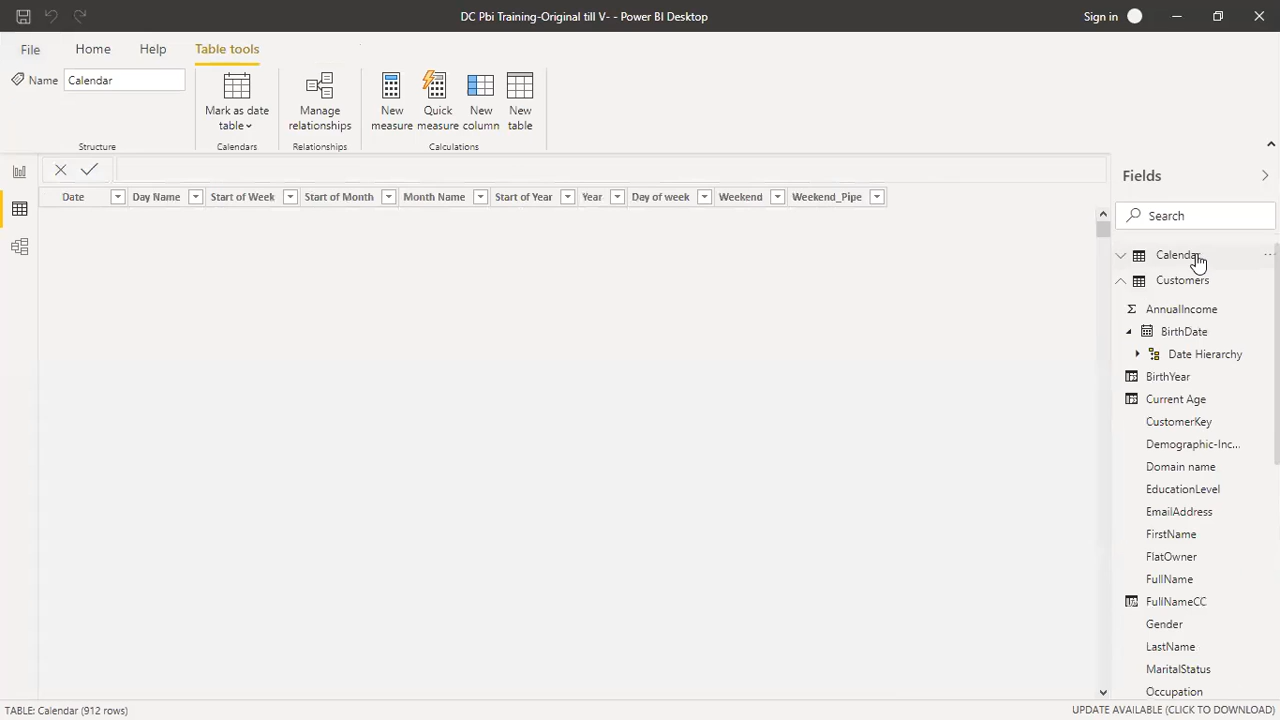 DC Pbi Training-Original till V- - Power BI Desktop
Sign in
File
Home
Help
Table tools
Name
Calendar
Mark as date
table
Manage
relationships
New
measure
Quick
measure
New
column
New
table
Structure
Calendars
Relationships
Calculations
Date
Day Name
Start of Week
Start of Month
Month Name
Start of Year
Year
Day of week
Weekend
Weekend_Pipe
Fields
Search
Calendar
Customers
AnnualIncome
BirthDate
Date Hierarchy
BirthYear
Current Age
CustomerKey
Demographic-Inc...
Domain name
EducationLevel
EmailAddress
FirstName
FlatOwner
FullName
FullNameCC
Gender
LastName
MaritalStatus
Occupation
TABLE: Calendar (912 rows)
UPDATE AVAILABLE (CLICK TO DOWNLOAD)